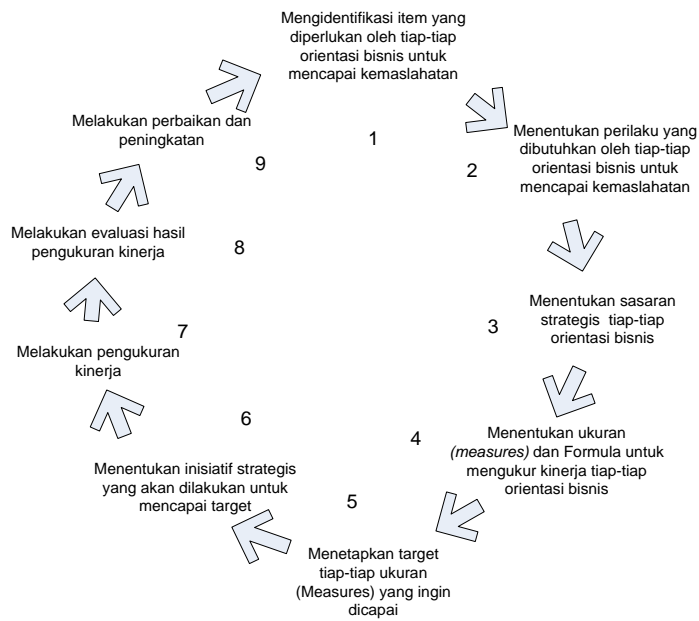 Mengidentifikasi item yang
diperlukan oleh tiap-tiap
orientasi bisnis untuk
mencapai kemaslahatan
1
Menentukan perilaku yang
dibutuhkan oleh tiap-tiap
orientasi bisnis untuk
mencapai kemaslahatan
2
Menentukan sasaran
strategis tiap-tiap
orientasi bisnis
3
Menentukan ukuran
(measures) dan Formula untuk
mengukur kinerja tiap-tiap
orientasi bisnis
4
Menetapkan target
tiap-tiap ukuran
(Measures) yang ingin
dicapai
5
Menentukan inisiatif strategis
yang akan dilakukan untuk
mencapai target
6
Melakukan pengukuran
kinerja
7
Melakukan evaluasi hasil
pengukuran kinerja
8
Melakukan perbaikan dan
peningkatan
9